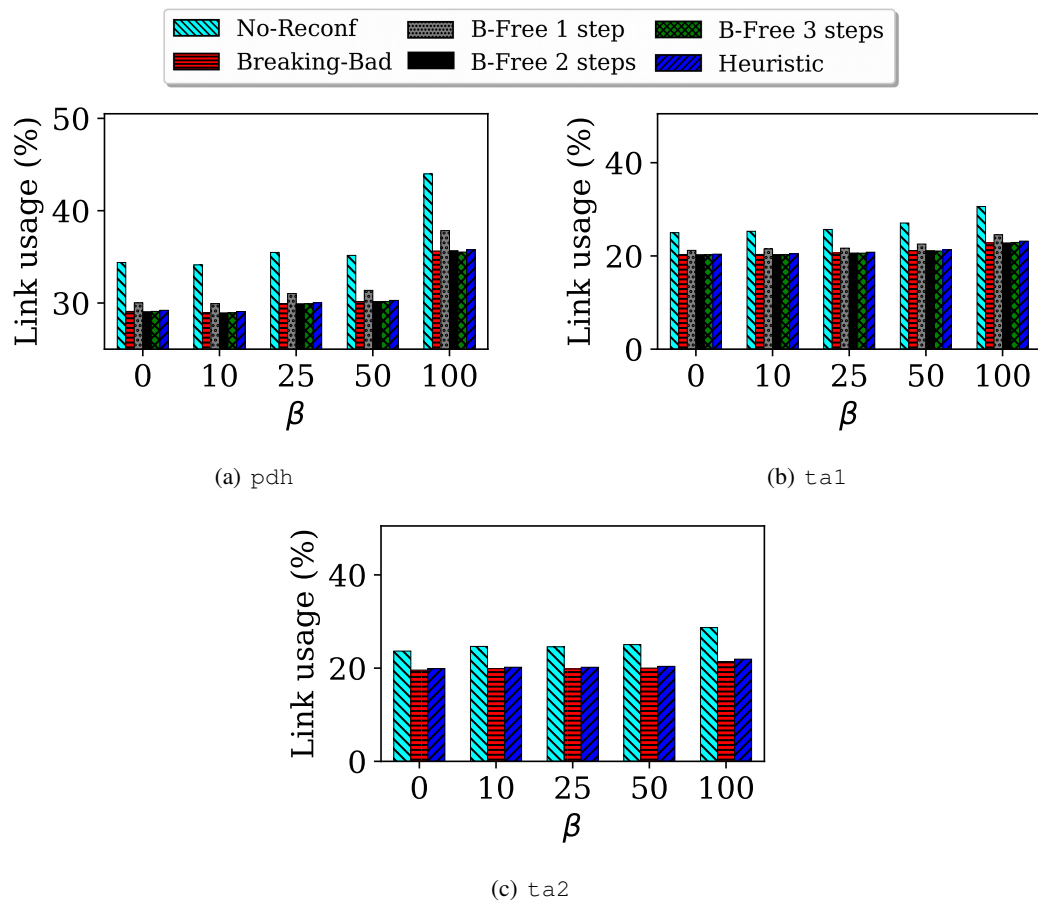 No-Reconf B-Free 1 step B-Free 3 steps
Breaking-Bad B-Free 2 steps Heuristic
Link usage (%)
50
40
30
0 10 25 50 100
β
(a) pdh
Link usage (%)
40
20
0
0 10 25 50 100
β
(b) ta1
Link usage (%)
40
20
0
0 10 25 50 100
β
(c) ta2